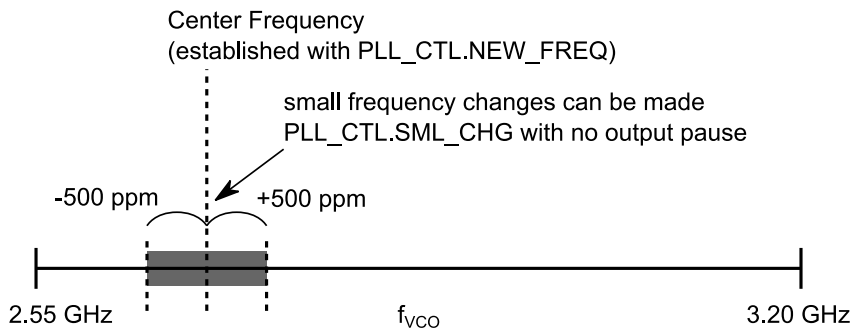 Center Frequency
(established with PLL_CTL.NEW_FREQ)
small frequency changes can be made
PLL_CTL.SML_CHG with no output pause
-500 ppm
+500 ppm
2.55 GHz
fVCO
3.20 GHz